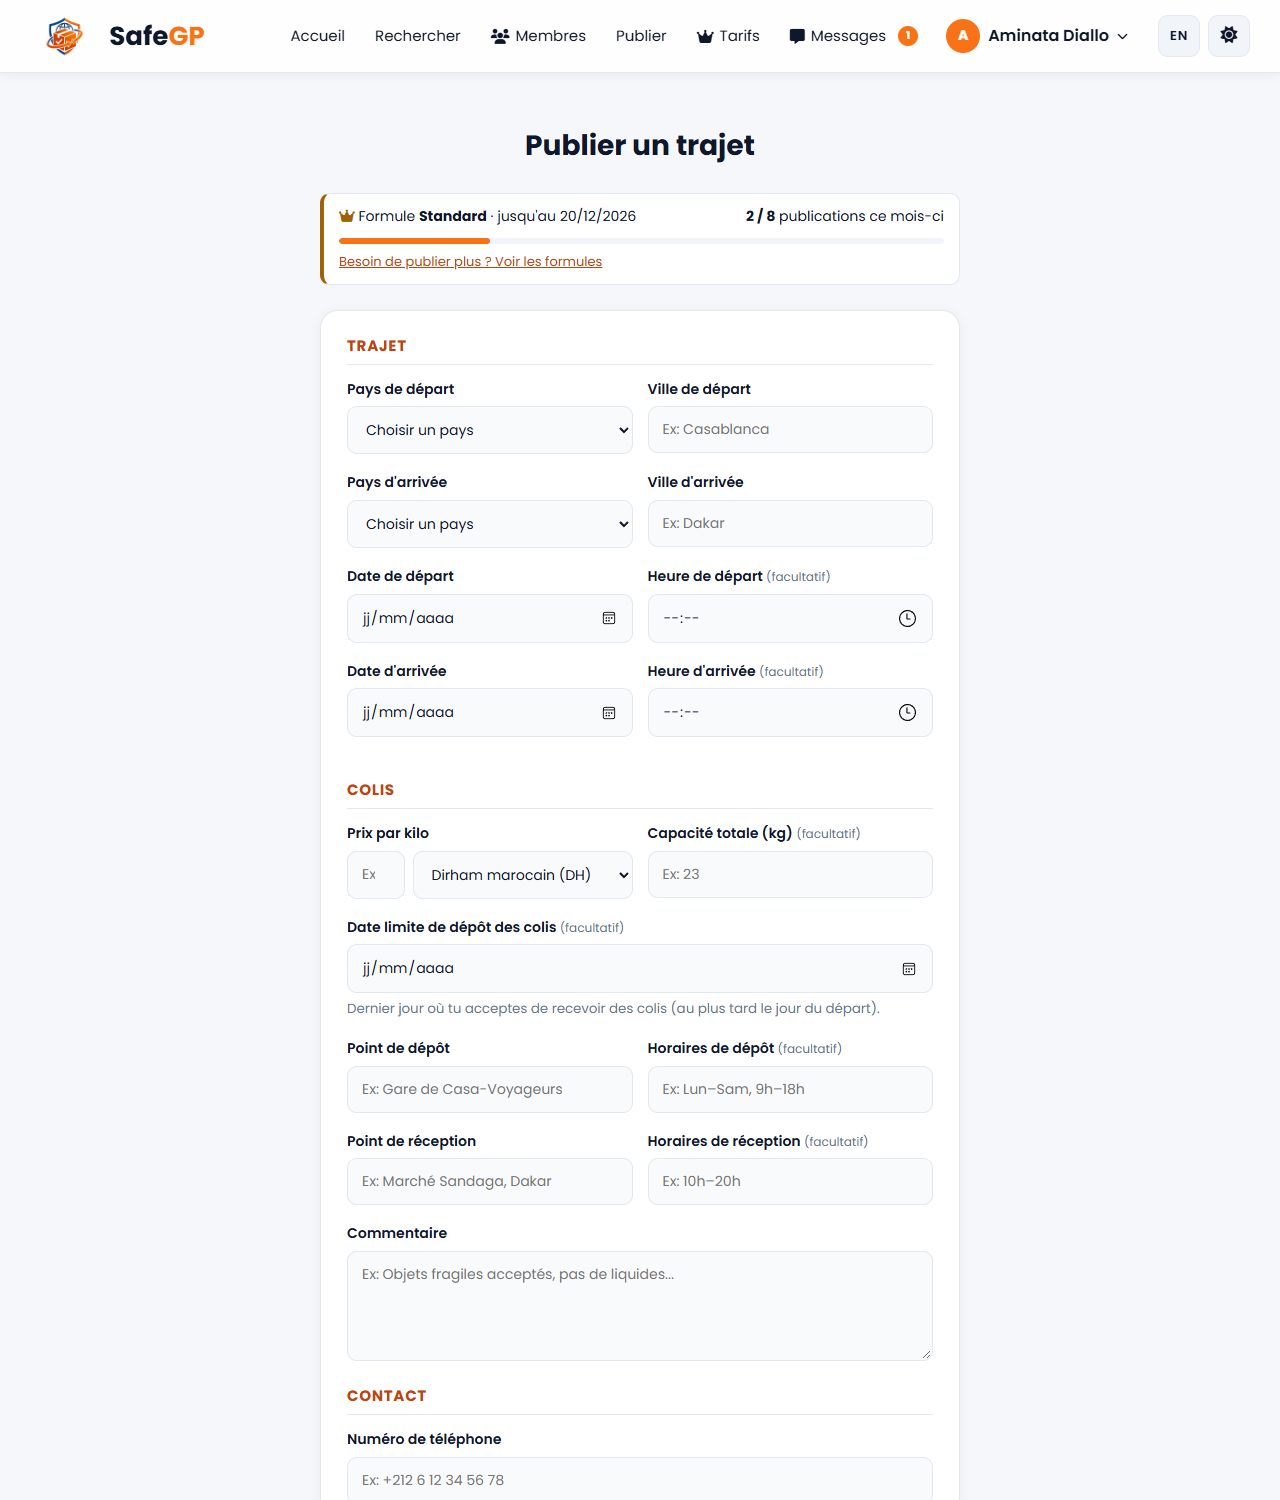 SafeGP
Accueil
Rechercher
Membres
Publier
Tarifs
Messages 1
A Aminata Diallo
EN
Publier un trajet
Formule Standard · jusqu'au 20/12/2026
2 / 8 publications ce mois-ci
Besoin de publier plus ? Voir les formules
TRAJET
Pays de départ
Ville de départ
Choisir un pays
Ex: Casablanca
Pays d'arrivée
Ville d'arrivée
Choisir un pays
Ex: Dakar
Date de départ
Heure de départ (facultatif)
jj/mm/aaaa
--:--
Date d'arrivée
Heure d'arrivée (facultatif)
jj/mm/aaaa
--:--
COLIS
Prix par kilo
Capacité totale (kg) (facultatif)
Ex
Dirham marocain (DH)
Ex: 23
Date limite de dépôt des colis (facultatif)
jj/mm/aaaa
Dernier jour où tu acceptes de recevoir des colis (au plus tard le jour du départ).
Point de dépôt
Horaires de dépôt (facultatif)
Ex: Gare de Casa-Voyageurs
Ex: Lun–Sam, 9h–18h
Point de réception
Horaires de réception (facultatif)
Ex: Marché Sandaga, Dakar
Ex: 10h–20h
Commentaire
Ex: Objets fragiles acceptés, pas de liquides...
CONTACT
Numéro de téléphone
Ex: +212 6 12 34 56 78